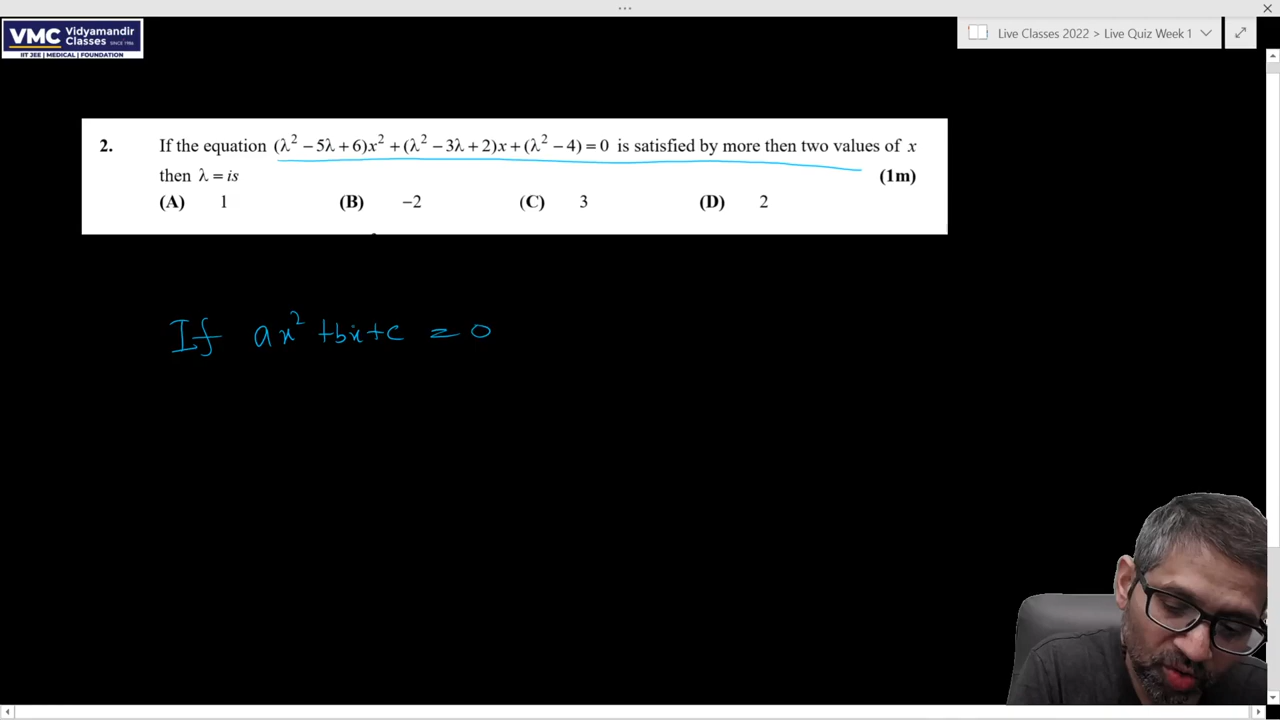 VMC Vidyamandir Classes SINCE 1986
IIT JEE | MEDICAL | FOUNDATION
Live Classes 2022 > Live Quiz Week 1
2. If the equation (λ² − 5λ + 6)x² + (λ² − 3λ + 2)x + (λ² − 4) = 0 is satisfied by more then two values of x
then λ = is (1m)
(A) 1 (B) −2 (C) 3 (D) 2
If ax² + bx + c = 0